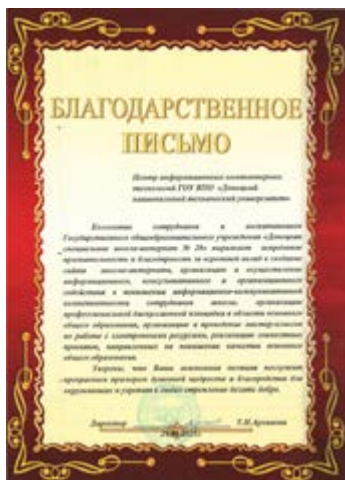 БЛАГОДАРСТВЕННОЕ
ПИСЬМО
Центр информационных компьютерных
технологий ГОУ ВПО «Донецкий
национальный технический университет»
Коллектив сотрудников и воспитанников
Государственного общеобразовательного учреждения «Донецкая
специальная школа-интернат № 28» выражает искреннюю
признательность и благодарность за огромный вклад в создание
сайта школы-интерната, организацию и осуществление
информационного, консультативного и организационного
содействия в повышении информационно-коммуникационной
компетентности сотрудников школы, организацию
профессиональной дискуссионной площадки в области основного
общего образования, организацию и проведение мастер-классов
по работе с электронными ресурсами, реализацию совместных
проектов, направленных на повышение качества основного
общего образования.
Уверены, что Ваша жизненная позиция послужит
прекрасным примером душевной щедрости и благородства для
окружающих и укрепит в людях стремление делать добро.
Директор Т.Н.